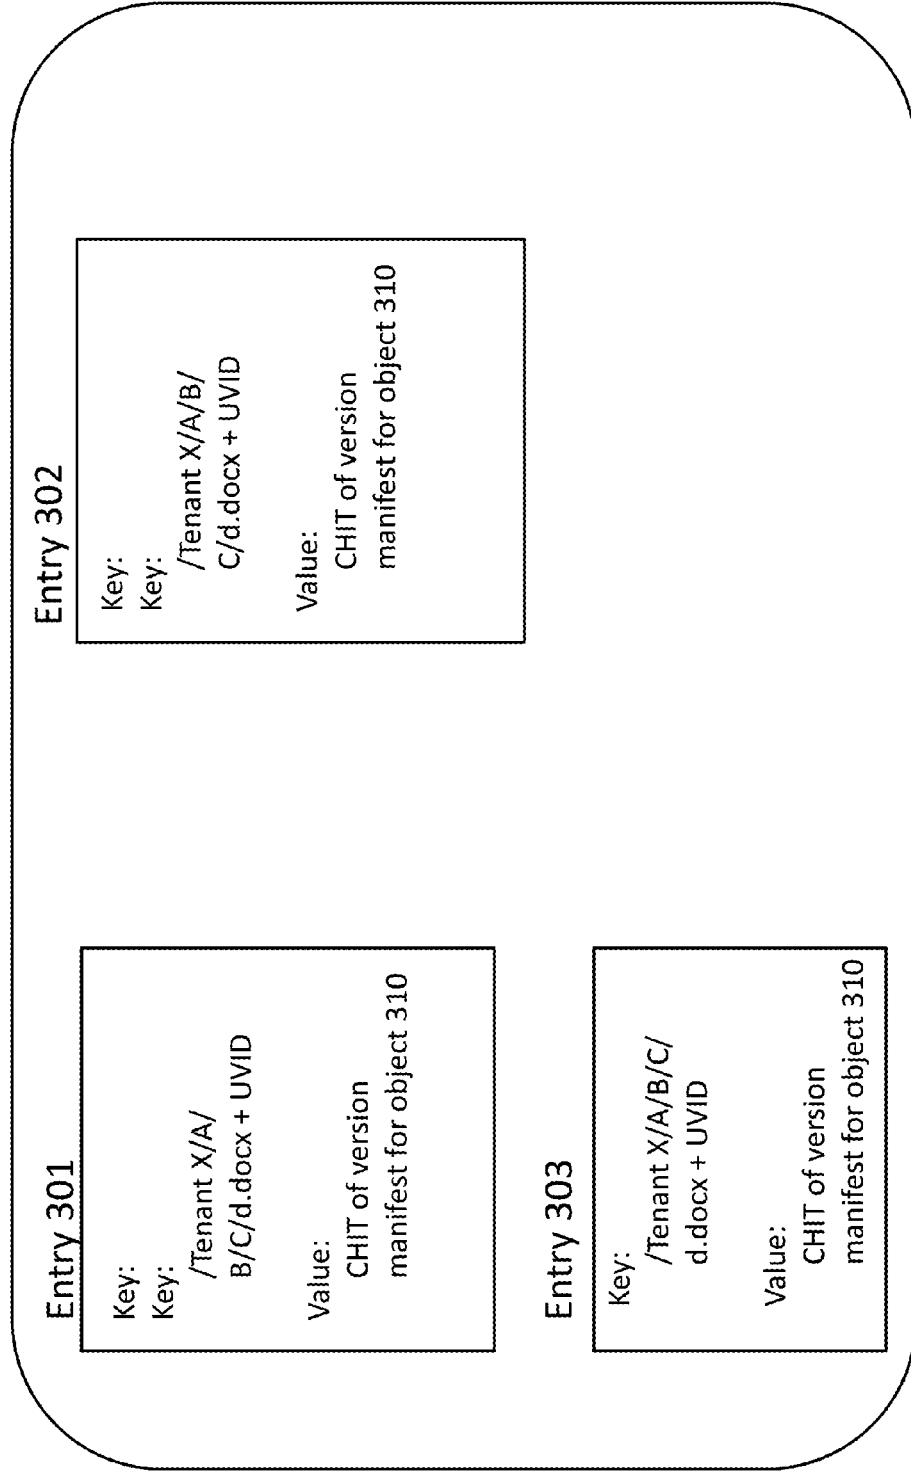 Entry 301
Key:
Key:
/Tenant X/A/
B/C/d.docx + UVID
Value:
CHIT of version
manifest for object 310
Entry 302
Key:
Key:
/Tenant X/A/B/
C/d.docx + UVID
Value:
CHIT of version
manifest for object 310
Entry 303
Key:
/Tenant X/A/B/C/
d.docx + UVID
Value:
CHIT of version
manifest for object 310